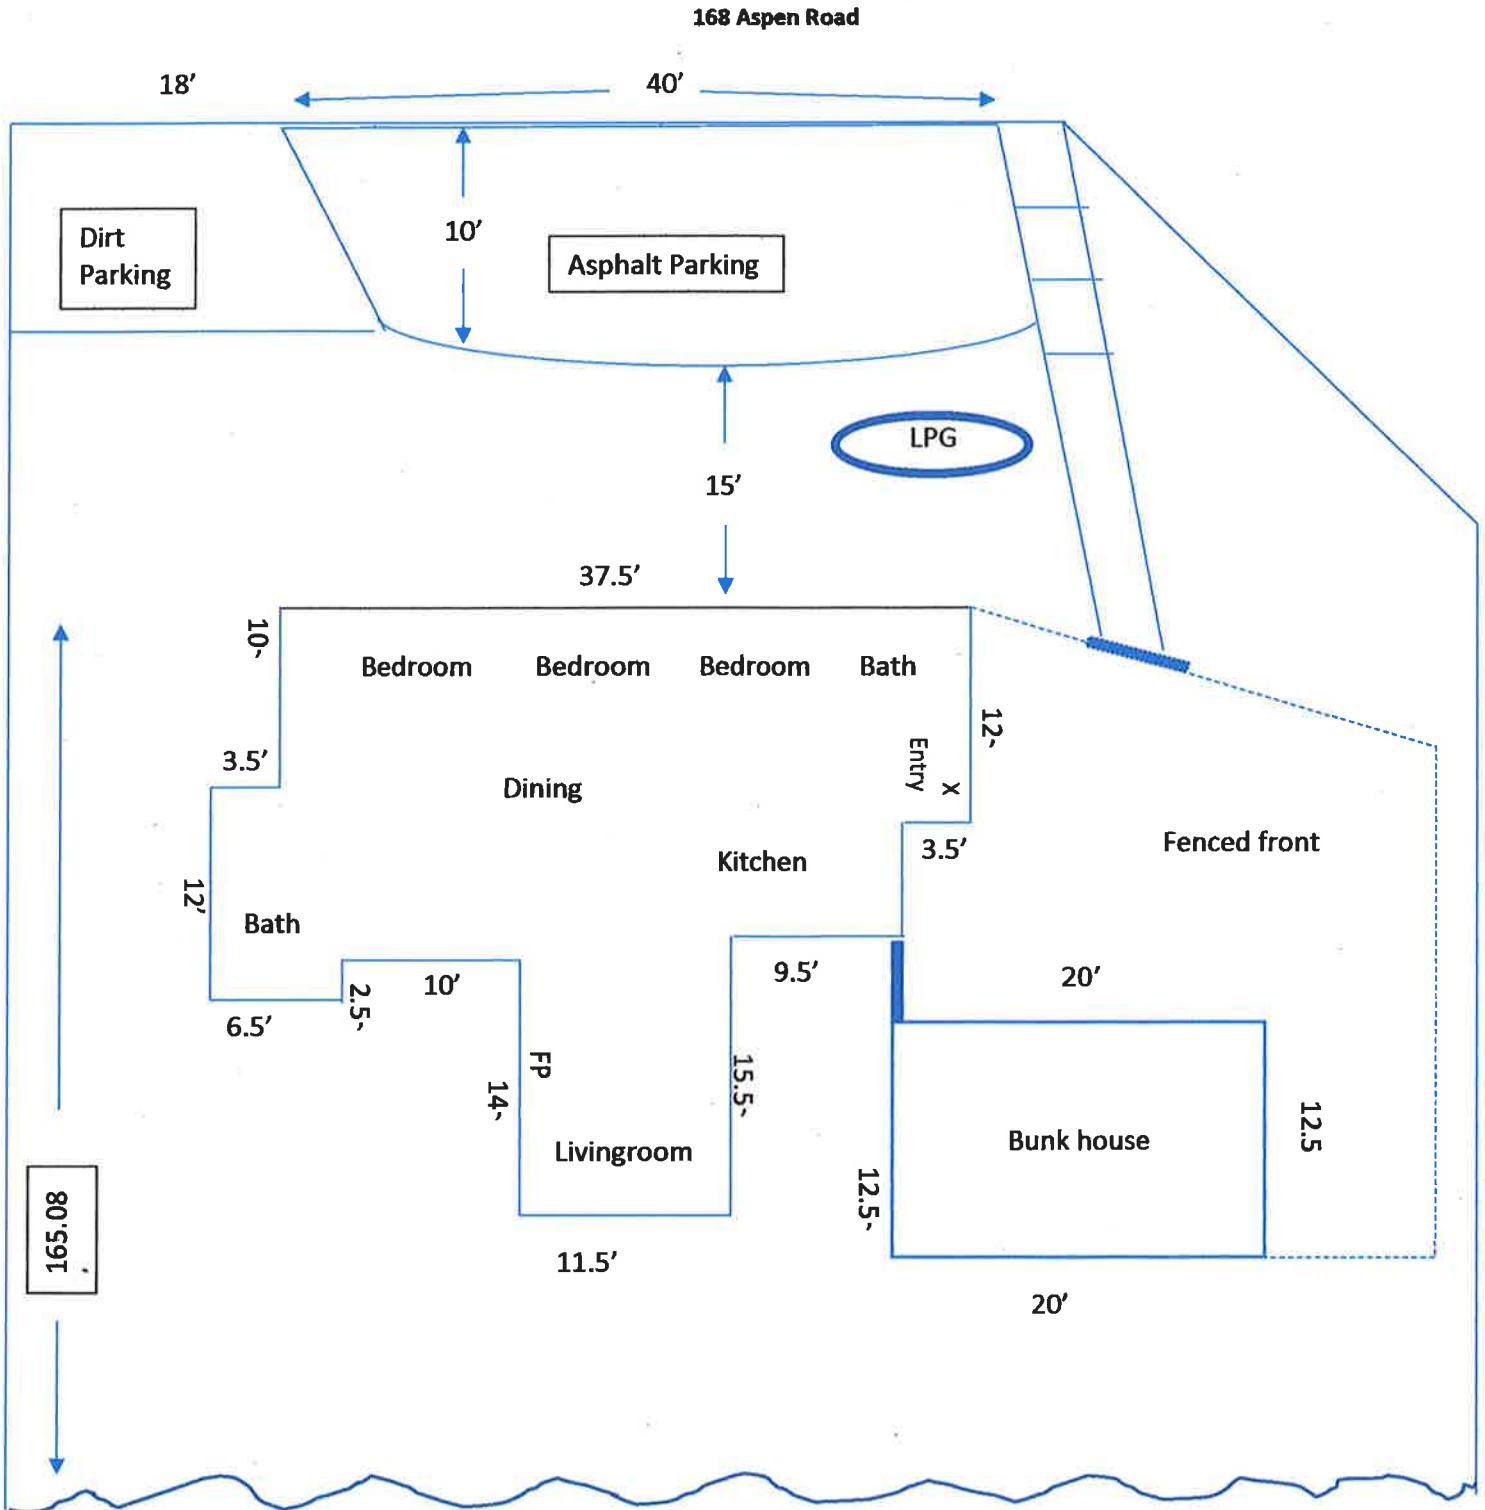 168 Aspen Road
18'
40'
10'
Dirt
Parking
Asphalt Parking
LPG
15'
37.5'
10'
Bedroom
Bedroom
Bedroom
Bath
12'
Entry
X
3.5'
Dining
3.5'
Fenced front
Kitchen
12'
Bath
9.5'
20'
10'
2.5'
6.5'
FP
14'
15.5'
Livingroom
Bunk house
12.5
12.5'
165.08
11.5'
20'